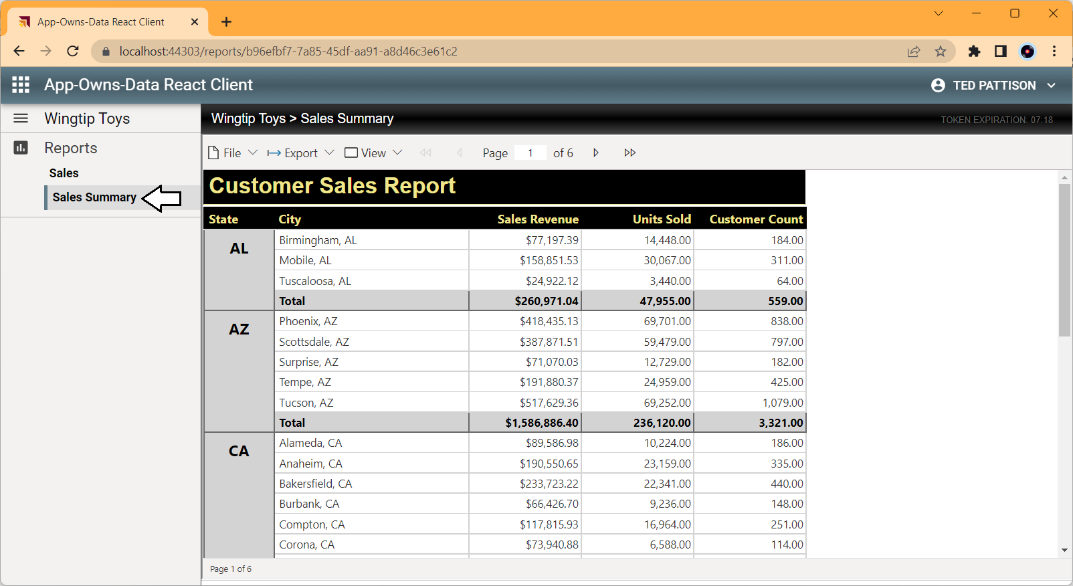 App-Owns-Data React Client
localhost:44303/reports/b96efbf7-7a85-45df-aa91-a8d46c3e61c2
App-Owns-Data React Client
TED PATTISON
Wingtip Toys
Wingtip Toys > Sales Summary
TOKEN EXPIRATION: 07:18
Reports
Sales
Sales Summary
File Export View Page 1 of 6
Customer Sales Report
State City Sales Revenue Units Sold Customer Count
AL
Birmingham, AL $77,197.39 14,448.00 184.00
Mobile, AL $158,851.53 30,067.00 311.00
Tuscaloosa, AL $24,922.12 3,440.00 64.00
Total $260,971.04 47,955.00 559.00
AZ
Phoenix, AZ $418,435.13 69,701.00 838.00
Scottsdale, AZ $387,871.51 59,479.00 797.00
Surprise, AZ $71,070.03 12,729.00 182.00
Tempe, AZ $191,880.37 24,959.00 425.00
Tucson, AZ $517,629.36 69,252.00 1,079.00
Total $1,586,886.40 236,120.00 3,321.00
CA
Alameda, CA $89,586.98 10,224.00 186.00
Anaheim, CA $190,550.65 23,159.00 335.00
Bakersfield, CA $233,723.22 22,341.00 440.00
Burbank, CA $66,426.70 9,236.00 148.00
Compton, CA $117,815.93 16,964.00 251.00
Corona, CA $73,940.88 6,588.00 114.00
Page 1 of 6